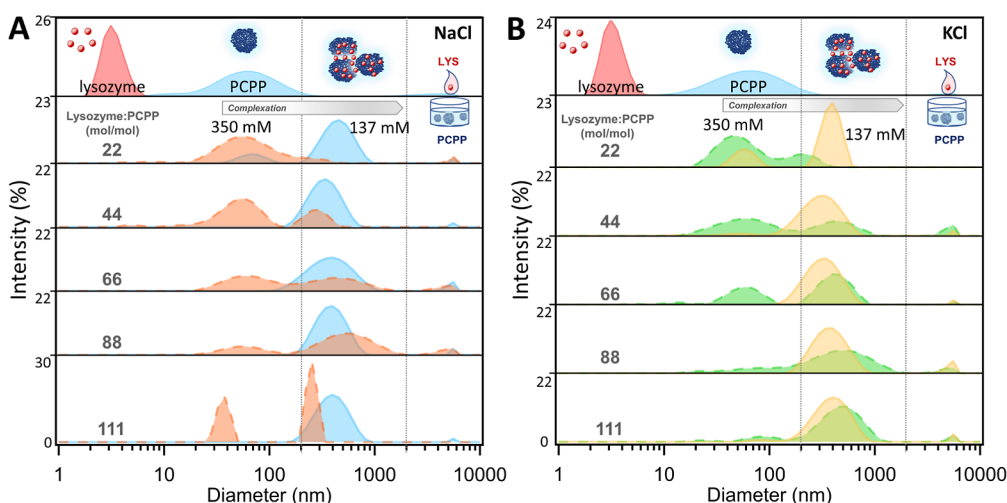 A
26
NaCl
lysozyme
PCPP
LYS
PCPP
23
Complexation
Lysozyme:PCPP
(mol/mol)
350 mM
137 mM
22
22
44
22
66
22
88
30
111
0
Intensity (%)
1
10
100
1000
10000
Diameter (nm)
B
24
KCl
lysozyme
PCPP
LYS
PCPP
23
Complexation
Lysozyme:PCPP
(mol/mol)
350 mM
137 mM
22
22
44
22
66
22
88
22
111
0
Intensity (%)
1
10
100
1000
10000
Diameter (nm)